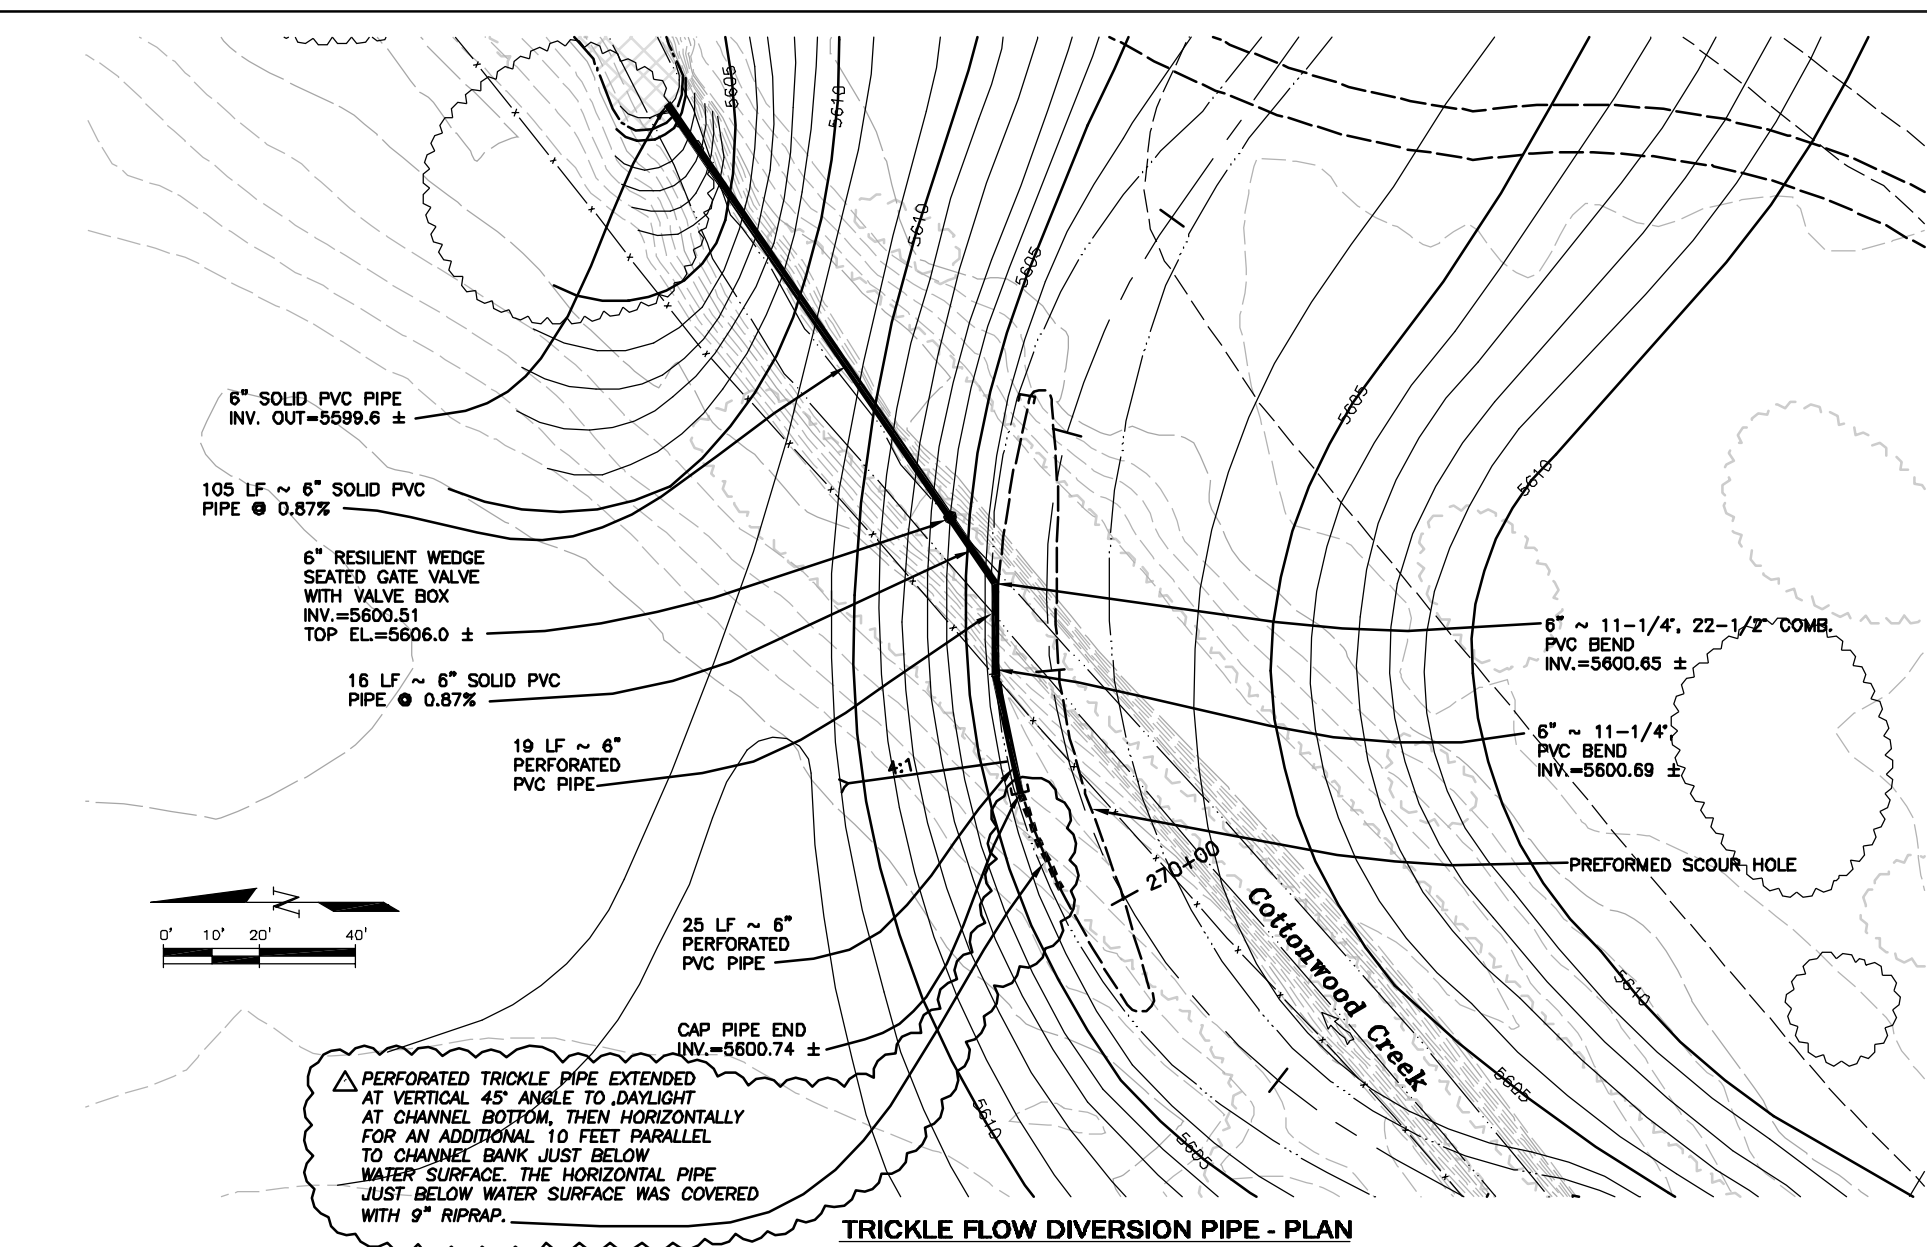 5605
5610
5610
5605
6" SOLID PVC PIPE
INV. OUT=5599.6 ±
105 LF ~ 6" SOLID PVC
PIPE @ 0.87%
6" RESILIENT WEDGE
SEATED GATE VALVE
WITH VALVE BOX
INV.=5600.51
TOP EL.=5606.0 ±
16 LF ~ 6" SOLID PVC
PIPE @ 0.87%
19 LF ~ 6"
PERFORATED
PVC PIPE
4:1
5605
5610
6" ~ 11-1/4°, 22-1/2° COMB.
PVC BEND
INV.=5600.65 ±
6" ~ 11-1/4°
PVC BEND
INV.=5600.69 ±
PREFORMED SCOUR HOLE
270+00
Cottonwood Creek
N
0' 10' 20' 40'
25 LF ~ 6"
PERFORATED
PVC PIPE
CAP PIPE END
INV.=5600.74 ±
5610
5605
5610
5605
PERFORATED TRICKLE PIPE EXTENDED
AT VERTICAL 45° ANGLE TO DAYLIGHT
AT CHANNEL BOTTOM, THEN HORIZONTALLY
FOR AN ADDITIONAL 10 FEET PARALLEL
TO CHANNEL BANK JUST BELOW
WATER SURFACE. THE HORIZONTAL PIPE
JUST BELOW WATER SURFACE WAS COVERED
WITH 9" RIPRAP.
TRICKLE FLOW DIVERSION PIPE - PLAN